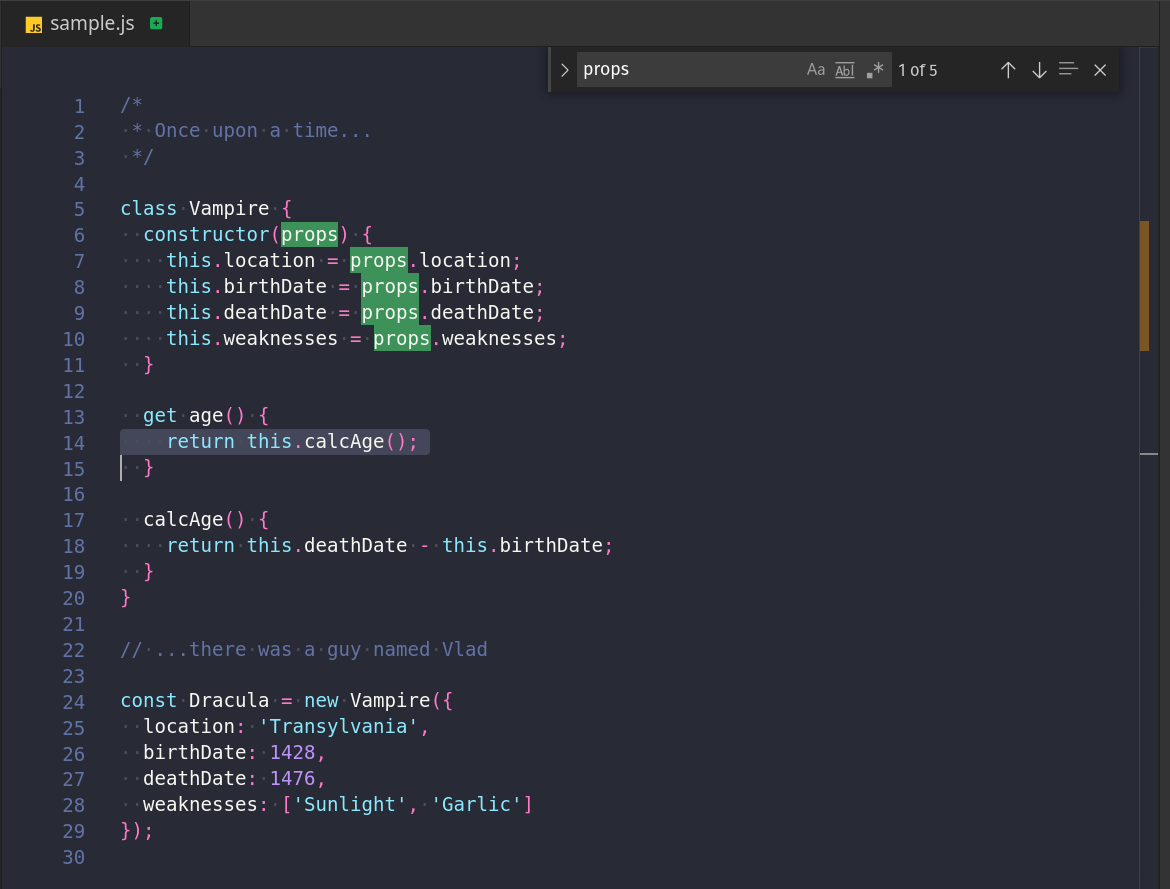 JS sample.js
props Aa Abl .* 1 of 5
1 /*
2  * Once upon a time...
3  */
4
5 class Vampire {
6   constructor(props) {
7     this.location = props.location;
8     this.birthDate = props.birthDate;
9     this.deathDate = props.deathDate;
10     this.weaknesses = props.weaknesses;
11   }
12
13   get age() {
14     return this.calcAge();
15   }
16
17   calcAge() {
18     return this.deathDate - this.birthDate;
19   }
20 }
21
22 // ...there was a guy named Vlad
23
24 const Dracula = new Vampire({
25   location: 'Transylvania',
26   birthDate: 1428,
27   deathDate: 1476,
28   weaknesses: ['Sunlight', 'Garlic']
29 });
30